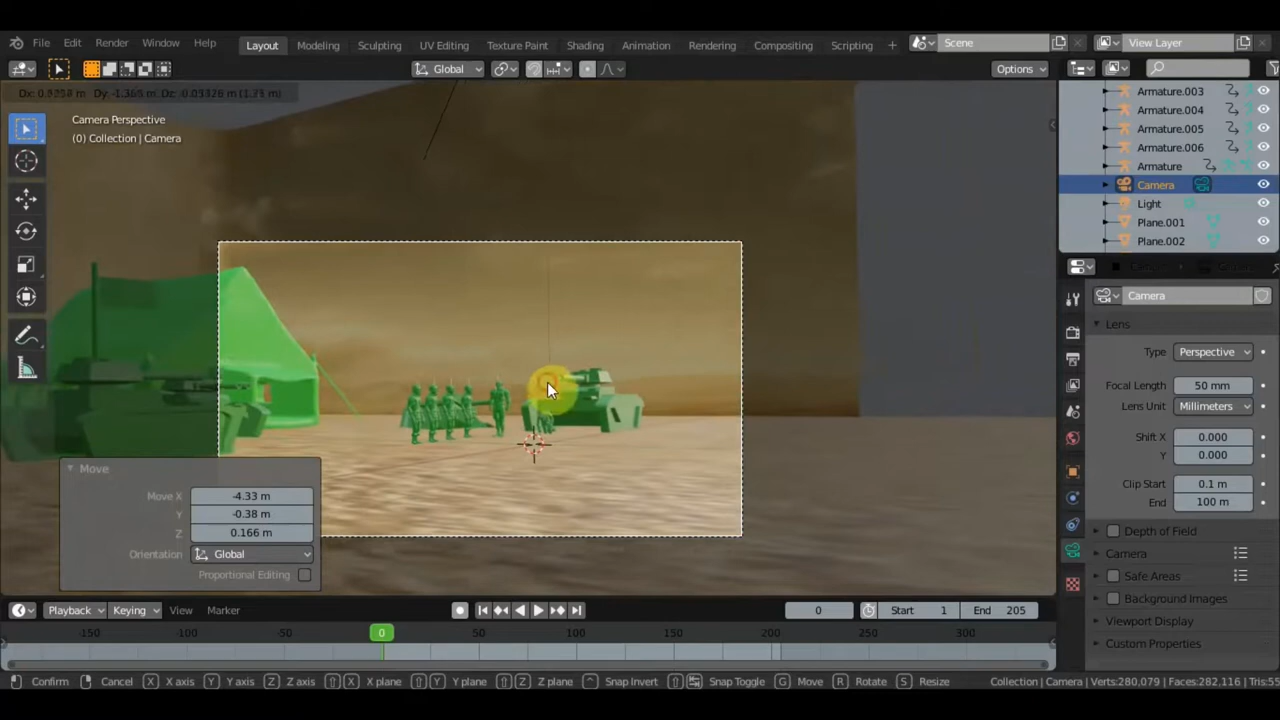 File Edit Render Window Help Layout Modeling Sculpting UV Editing Texture Paint Shading Animation Rendering Compositing Scripting + Scene View Layer
Global Options
Camera Perspective
(0) Collection | Camera
Armature.003
Armature.004
Armature.005
Armature.006
Armature
Camera
Light
Plane.001
Plane.002
Camera
Lens
Type Perspective
Focal Length 50 mm
Lens Unit Millimeters
Shift X 0.000
Y 0.000
Clip Start 0.1 m
End 100 m
Depth of Field
Camera
Safe Areas
Background Images
Viewport Display
Custom Properties
Move
Move X -4.33 m
Y -0.38 m
Z 0.166 m
Orientation Global
Proportional Editing
Playback Keying View Marker 0 Start 1 End 205
-150 -100 -50 0 50 100 150 200 250 300
Confirm Cancel X X axis Y Y axis Z Z axis X X plane Y Y plane Z Z plane Snap Invert Snap Toggle G Move R Rotate S Resize Collection | Camera | Verts:280,079 | Faces:282,116 | Tris:55